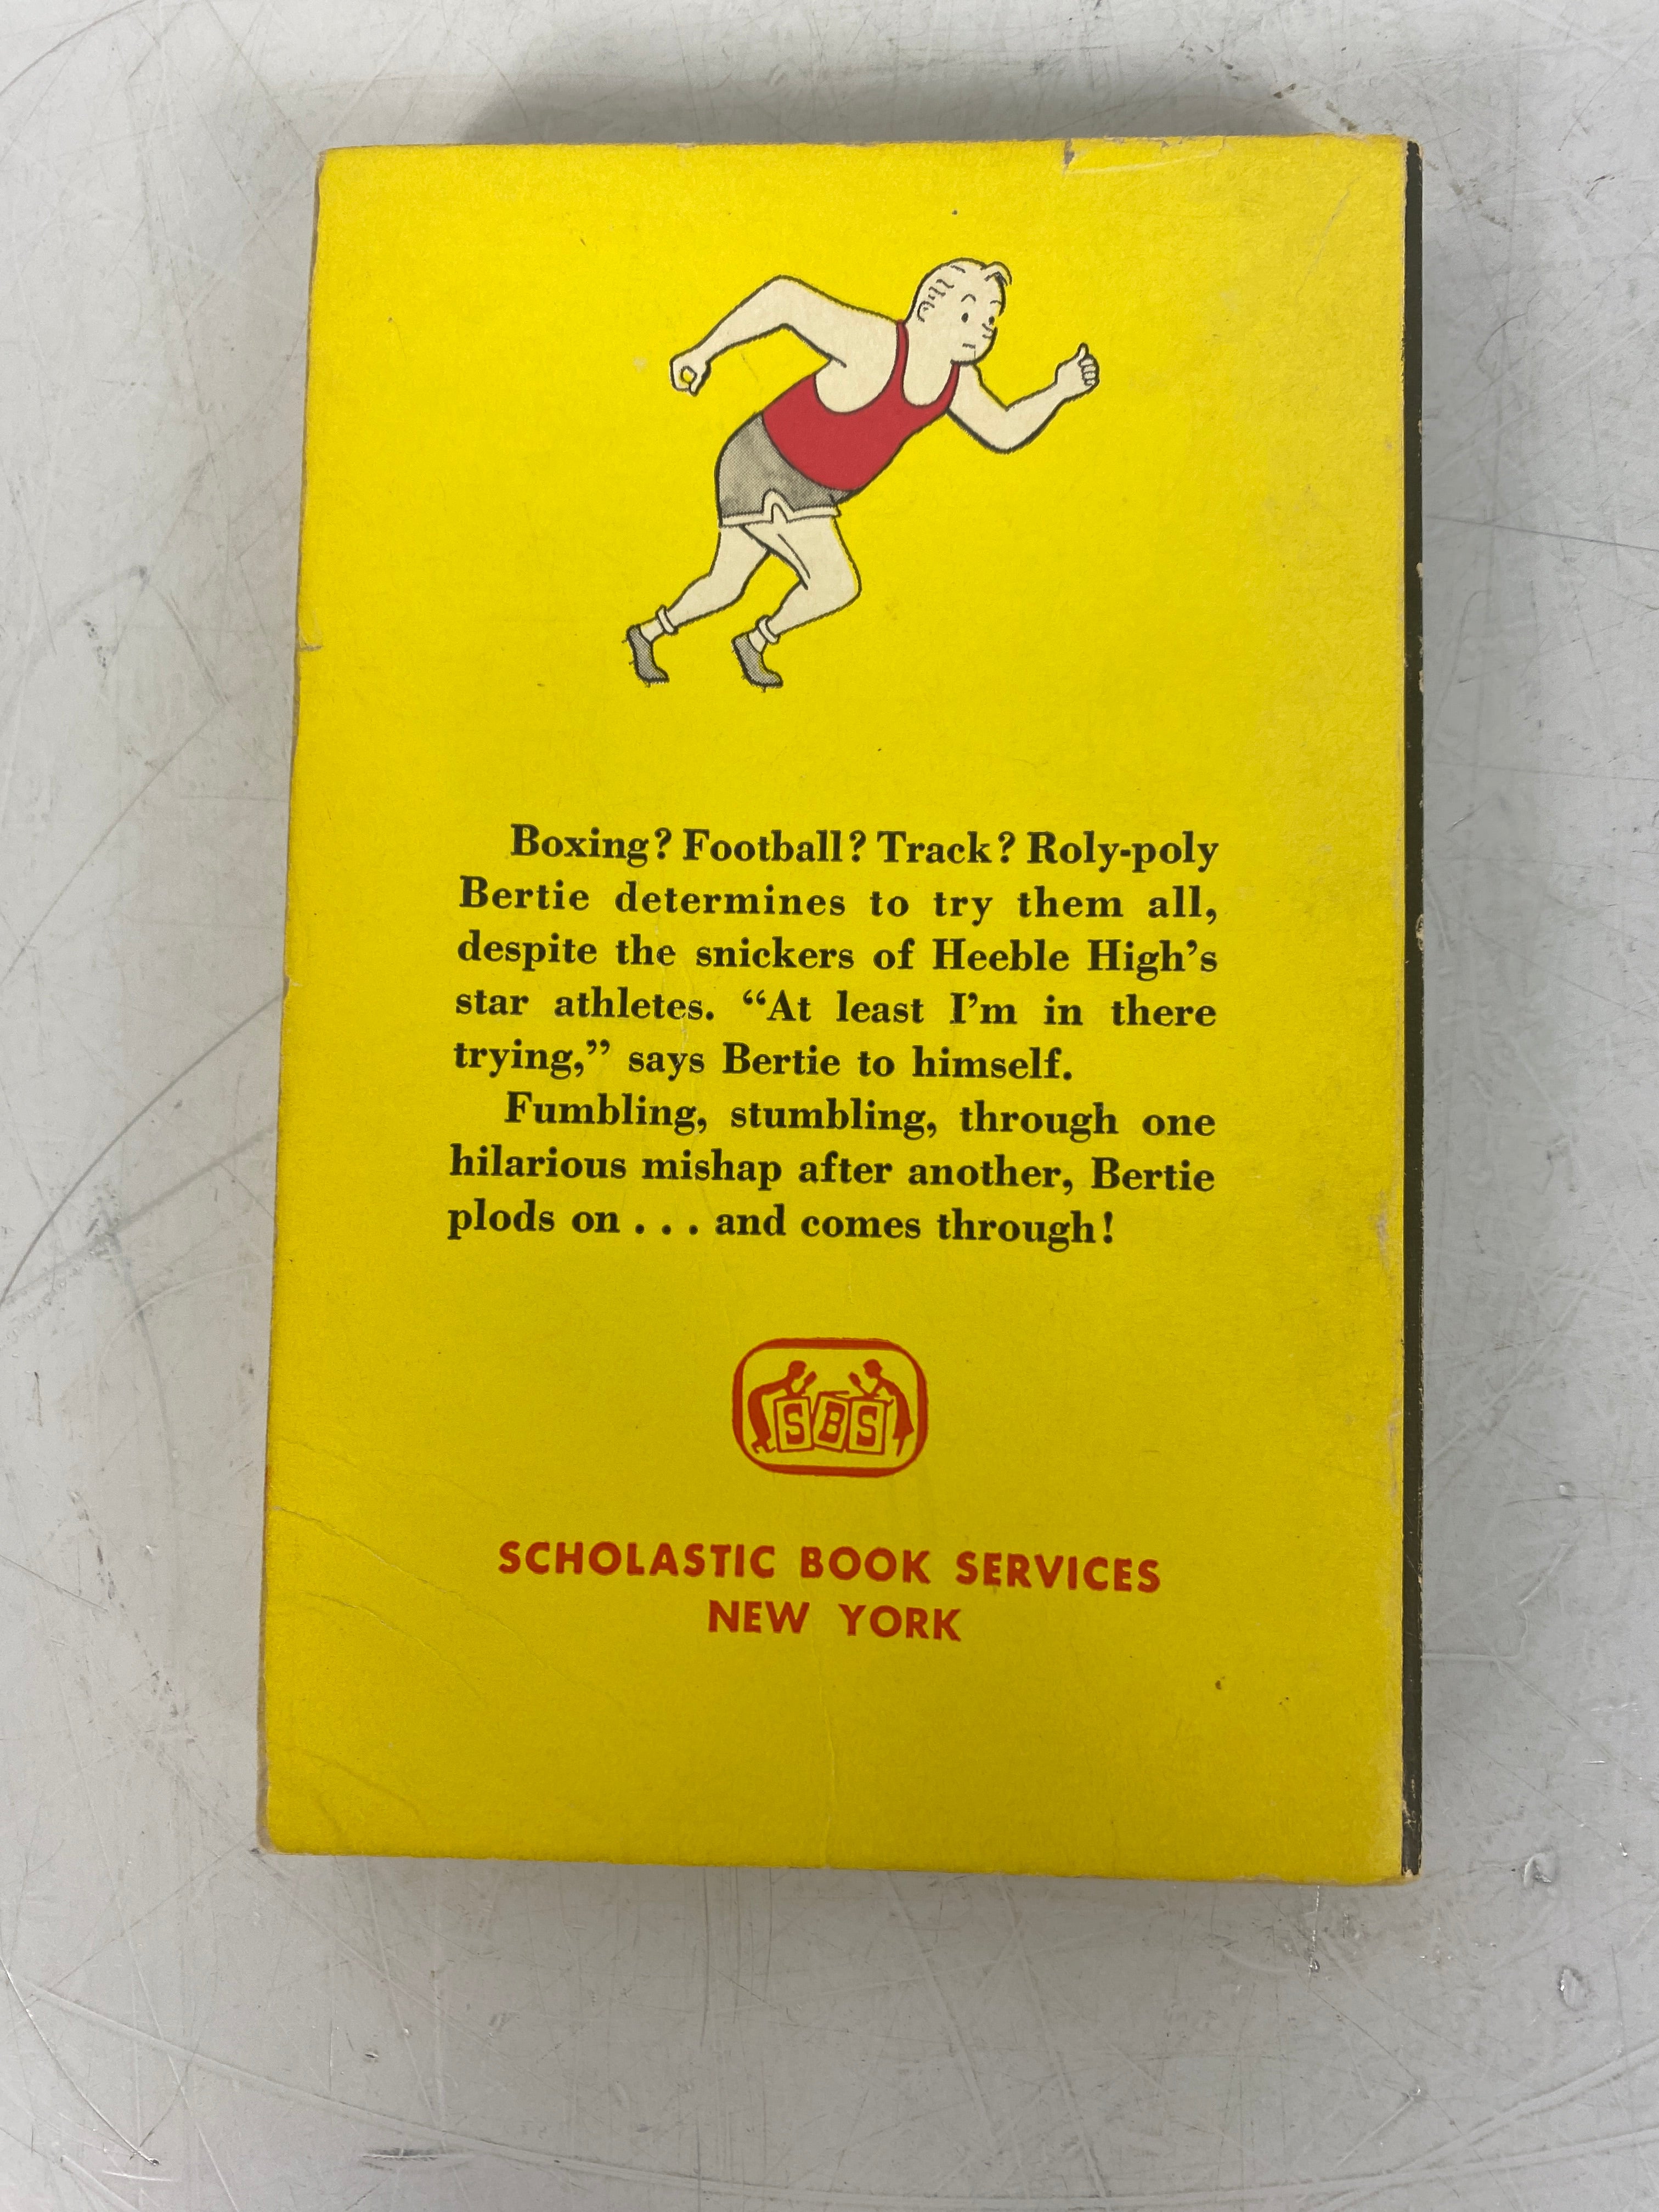 Boxing? Football? Track? Roly-poly
Bertie determines to try them all,
despite the snickers of Heeble High's
star athletes. “At least I'm in there
trying,” says Bertie to himself.
Fumbling, stumbling, through one
hilarious mishap after another, Bertie
plods on . . . and comes through!
SBS
SCHOLASTIC BOOK SERVICES
NEW YORK